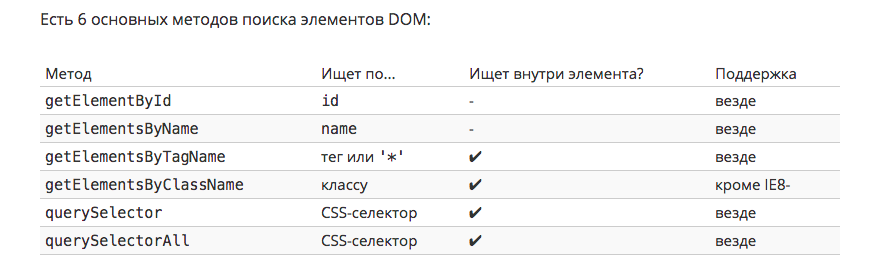 Есть 6 основных методов поиска элементов DOM:
Метод Ищет по... Ищет внутри элемента? Поддержка
getElementById id - везде
getElementsByName name - везде
getElementsByTagName тег или '*' ✔ везде
getElementsByClassName классу ✔ кроме IE8-
querySelector CSS-селектор ✔ везде
querySelectorAll CSS-селектор ✔ везде